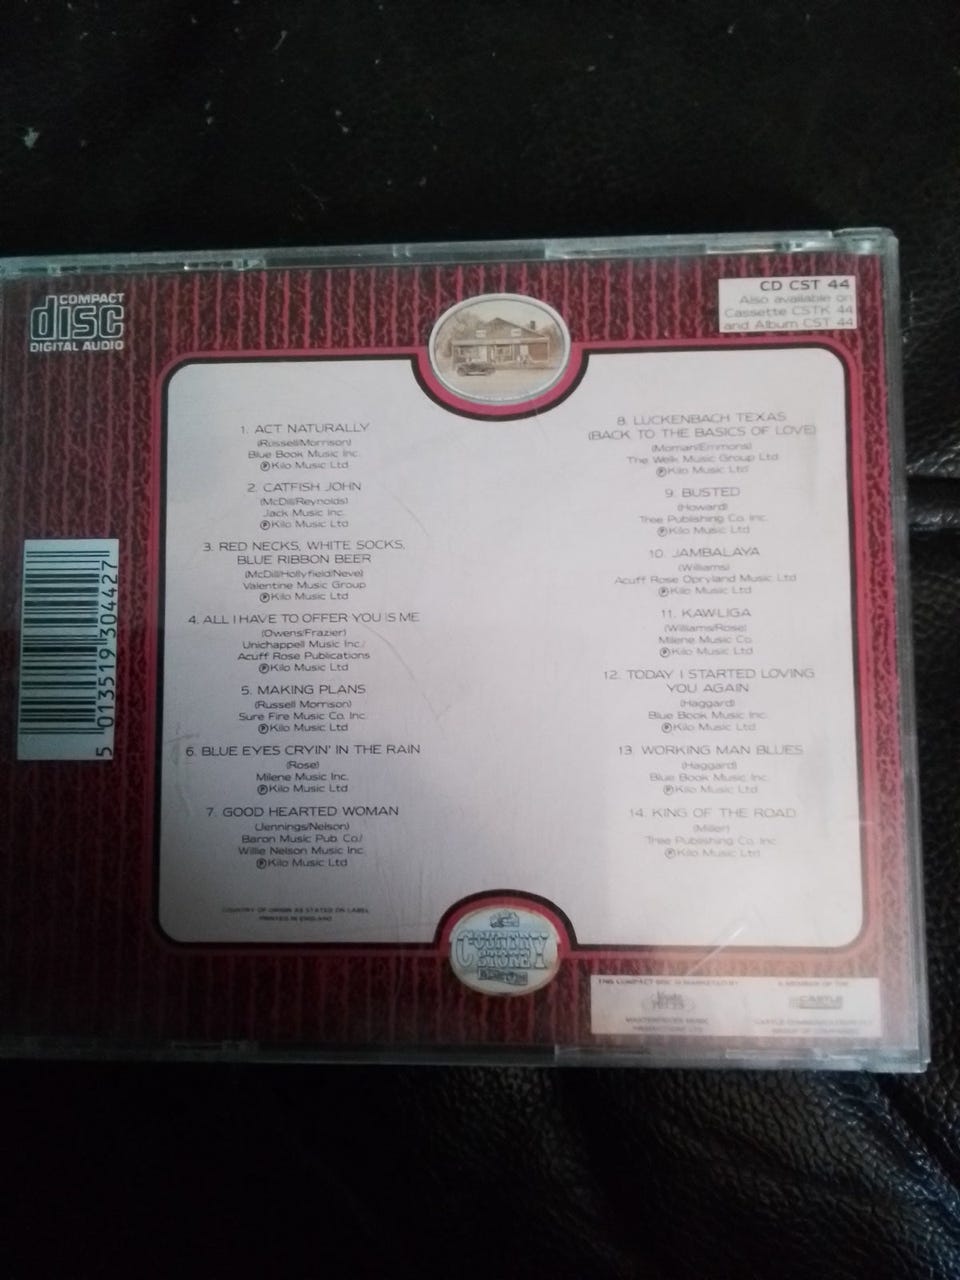 COMPACT
disc
DIGITAL AUDIO
CD CST 44
Also available on
Cassette CSTK 44
and Album CST 44
1. ACT NATURALLY
(Russell/Morrison)
Blue Book Music Inc.
℗Kilo Music Ltd
2. CATFISH JOHN
(McDill/Reynolds)
Jack Music Inc.
℗Kilo Music Ltd
3. RED NECKS, WHITE SOCKS,
BLUE RIBBON BEER
(McDill/Hollyfield/Neve)
Valentine Music Group
℗Kilo Music Ltd
4. ALL I HAVE TO OFFER YOU IS ME
(Owens/Frazier)
Unichappell Music Inc./
Acuff Rose Publications
℗Kilo Music Ltd
5. MAKING PLANS
(Russell Morrison)
Sure Fire Music Co. Inc.
℗Kilo Music Ltd
6. BLUE EYES CRYIN' IN THE RAIN
(Rose)
Milene Music Inc.
℗Kilo Music Ltd
7. GOOD HEARTED WOMAN
(Jennings/Nelson)
Baron Music Pub. Co./
Willie Nelson Music Inc.
℗Kilo Music Ltd
8. LUCKENBACH TEXAS
(BACK TO THE BASICS OF LOVE)
(Moman/Emmons)
The Welk Music Group Ltd
℗Kilo Music Ltd
9. BUSTED
(Howard)
Tree Publishing Co. Inc.
℗Kilo Music Ltd
10. JAMBALAYA
(Williams)
Acuff Rose Opryland Music Ltd
℗Kilo Music Ltd
11. KAW-LIGA
(Williams/Rose)
Milene Music Co.
℗Kilo Music Ltd
12. TODAY I STARTED LOVING
YOU AGAIN
(Haggard)
Blue Book Music Inc.
℗Kilo Music Ltd
13. WORKING MAN BLUES
(Haggard)
Blue Book Music Inc.
℗Kilo Music Ltd
14. KING OF THE ROAD
(Miller)
Tree Publishing Co. Inc.
℗Kilo Music Ltd
5 013519 304427
COUNTRY OF ORIGIN AS STATED ON LABEL
PRINTED IN ENGLAND
COUNTRY
STORE
THIS COMPACT DISC IS MARKETED BY
A MEMBER OF THE
CASTLE